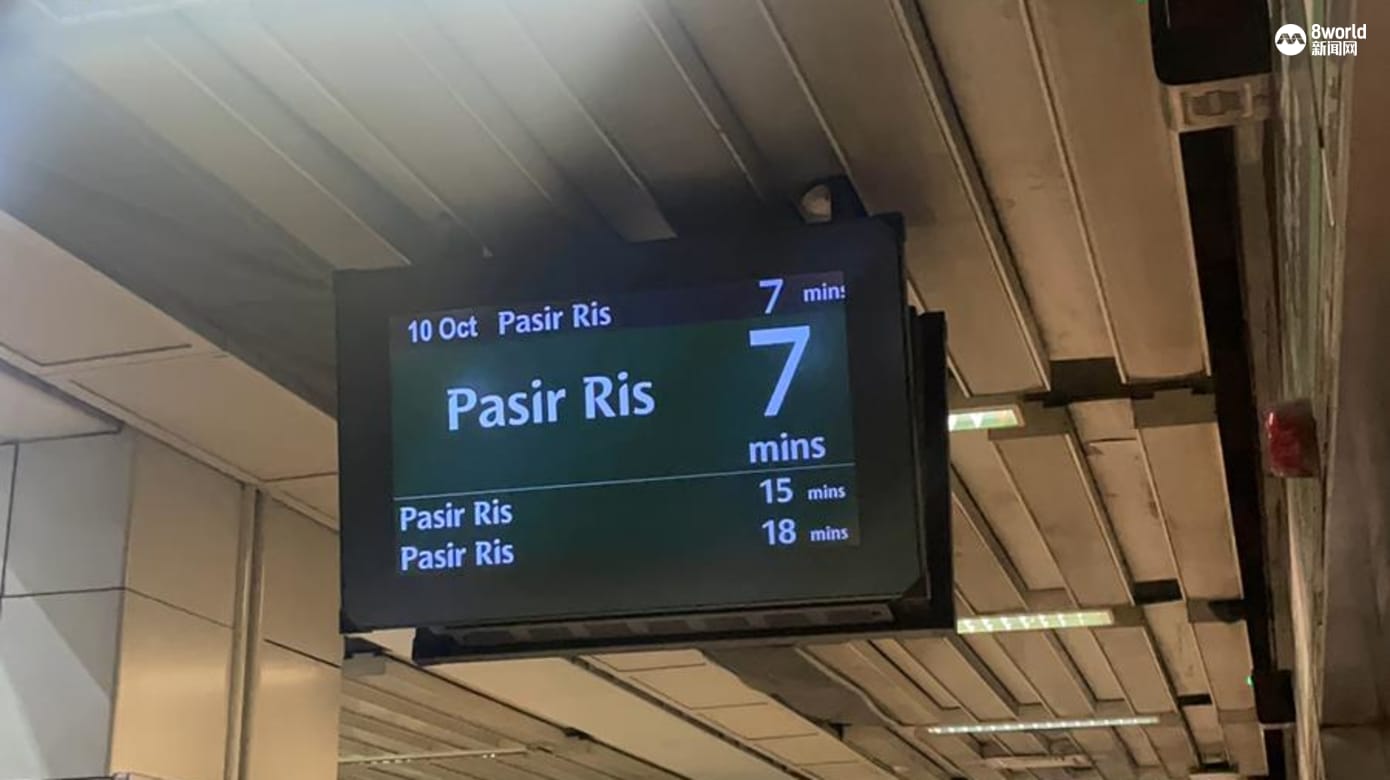 8world
新闻网
10 Oct Pasir Ris 7 mins
Pasir Ris 7
mins
Pasir Ris 15 mins
Pasir Ris 18 mins